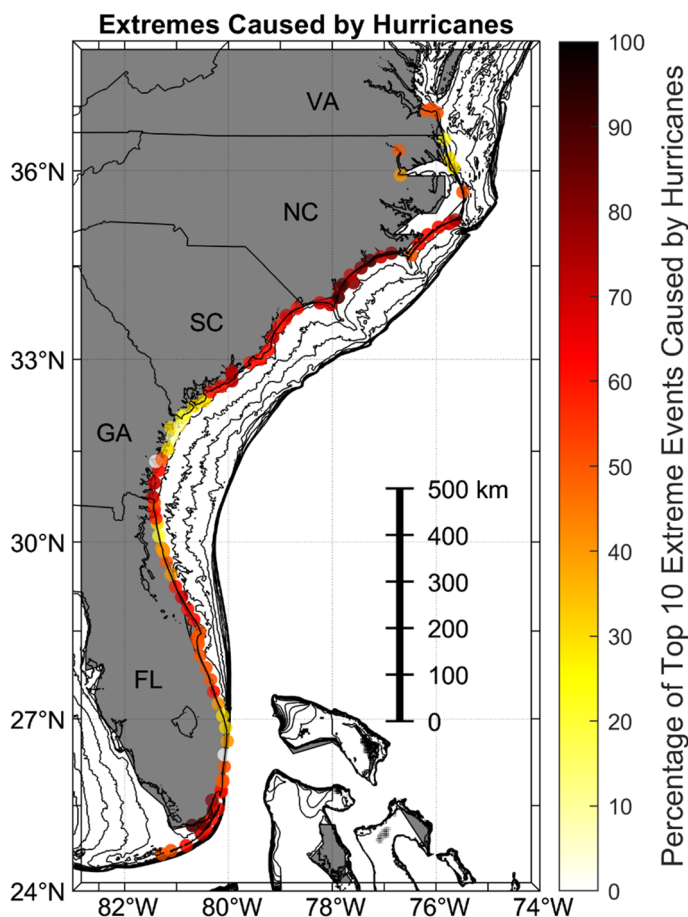 Extremes Caused by Hurricanes
VA
NC
SC
GA
FL
36°N
33°N
30°N
27°N
24°N
82°W
80°W
78°W
76°W
74°W
500 km
400
300
200
100
0
100
90
80
70
60
50
40
30
20
10
0
Percentage of Top 10 Extreme Events Caused by Hurricanes